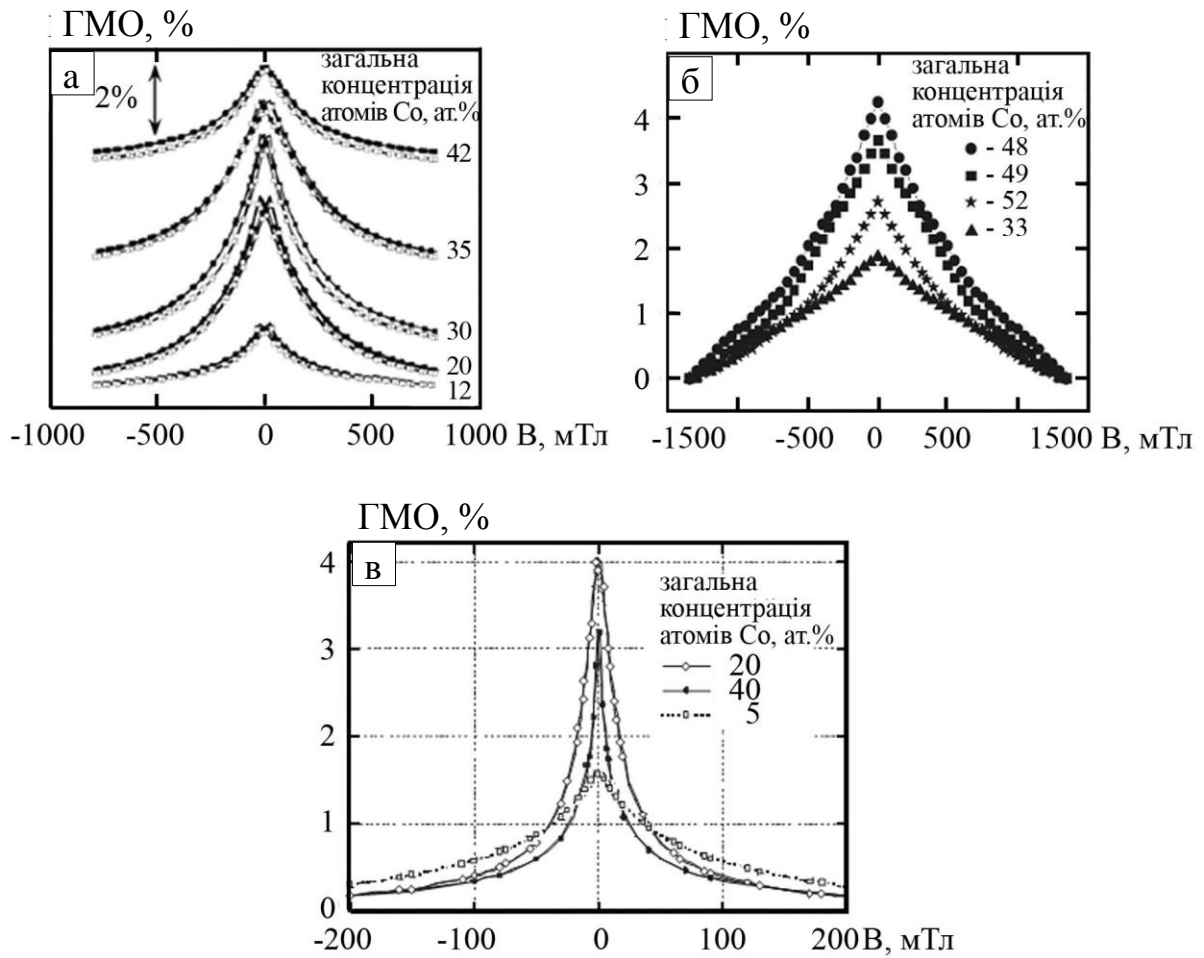 ГМО, %
а
2%
загальна
концентрація
атомів Co, ат.%
42
35
30
20
12
-1000
-500
0
500
1000 В, мТл
ГМО, %
б
загальна
концентрація
атомів Co, ат.%
- 48
- 49
- 52
- 33
4
3
2
1
0
-1500
-500
0
500
1500 В, мТл
ГМО, %
в
загальна
концентрація
атомів Co, ат.%
20
40
5
4
3
2
1
0
-200
-100
0
100
200 В, мТл